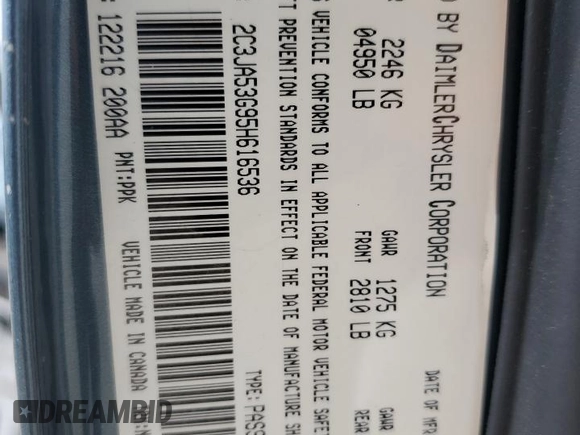 D BY DAIMLERCHRYSLER CORPORATION
DATE OF MFR
2246 KG
04950 LB
GAWR FRONT 1275 KG 2810 LB
GAWR REAR
VEHICLE CONFORMS TO ALL APPLICABLE FEDERAL MOTOR VEHICLE SAFE
T PREVENTION STANDARDS IN EFFECT ON THE DATE OF MANUFACTURE SH
2C3JA53G95H616536
TYPE: PASS
122216 200AA PNT:PPK
VEHICLE MADE IN CANADA
DREAMBID